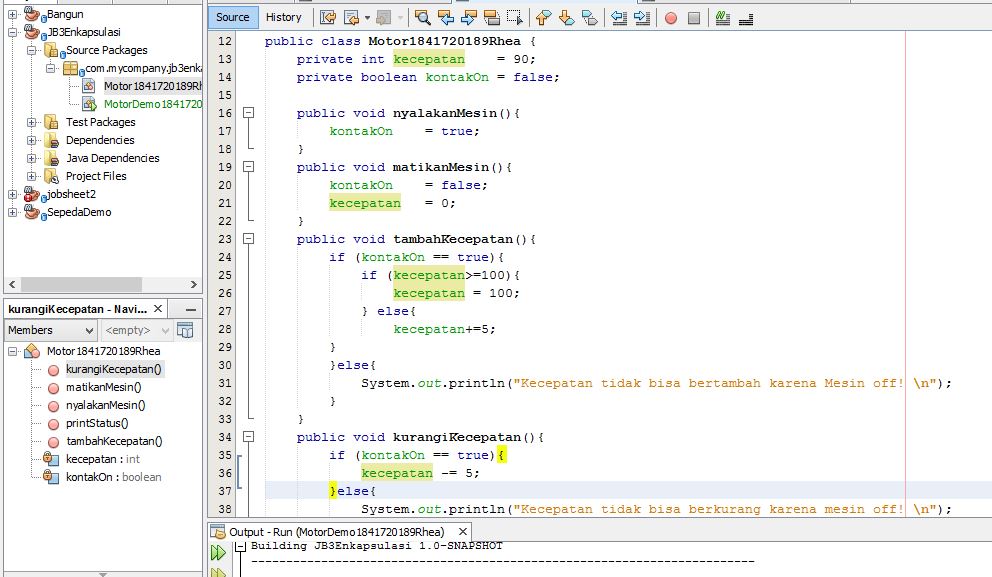 Bangun
JB3Enkapsulasi
Source Packages
com.mycompany.jb3enka
Motor1841720189Rh
MotorDemo1841720
Test Packages
Dependencies
Java Dependencies
Project Files
jobsheet2
SepedaDemo
kurangiKecepatan - Navi...
Members
<empty>
Motor1841720189Rhea
kurangiKecepatan()
matikanMesin()
nyalakanMesin()
printStatus()
tambahKecepatan()
kecepatan : int
kontakOn : boolean
Source History
12 public class Motor1841720189Rhea {
13 private int kecepatan = 90;
14 private boolean kontakOn = false;
15
16 public void nyalakanMesin(){
17 kontakOn = true;
18 }
19 public void matikanMesin(){
20 kontakOn = false;
21 kecepatan = 0;
22 }
23 public void tambahKecepatan(){
24 if (kontakOn == true){
25 if (kecepatan>=100){
26 kecepatan = 100;
27 } else{
28 kecepatan+=5;
29 }
30 }else{
31 System.out.println("Kecepatan tidak bisa bertambah karena Mesin off! \n");
32 }
33 }
34 public void kurangiKecepatan(){
35 if (kontakOn == true){
36 kecepatan -= 5;
37 }else{
38 System.out.println("Kecepatan tidak bisa berkurang karena mesin off! \n");
Output - Run (MotorDemo1841720189Rhea)
Building JB3Enkapsulasi 1.0-SNAPSHOT
------------------------------------------------------------------------